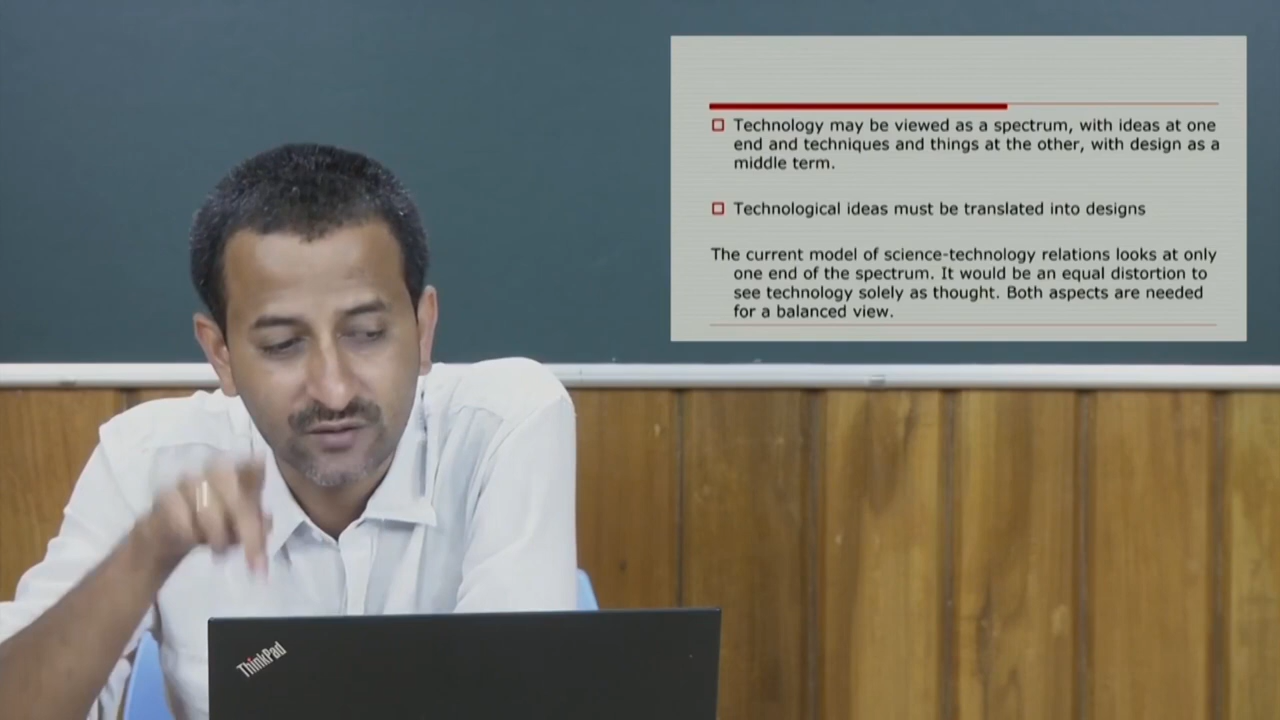 Technology may be viewed as a spectrum, with ideas at one
end and techniques and things at the other, with design as a
middle term.
Technological ideas must be translated into designs
The current model of science-technology relations looks at only
one end of the spectrum. It would be an equal distortion to
see technology solely as thought. Both aspects are needed
for a balanced view.
ThinkPad